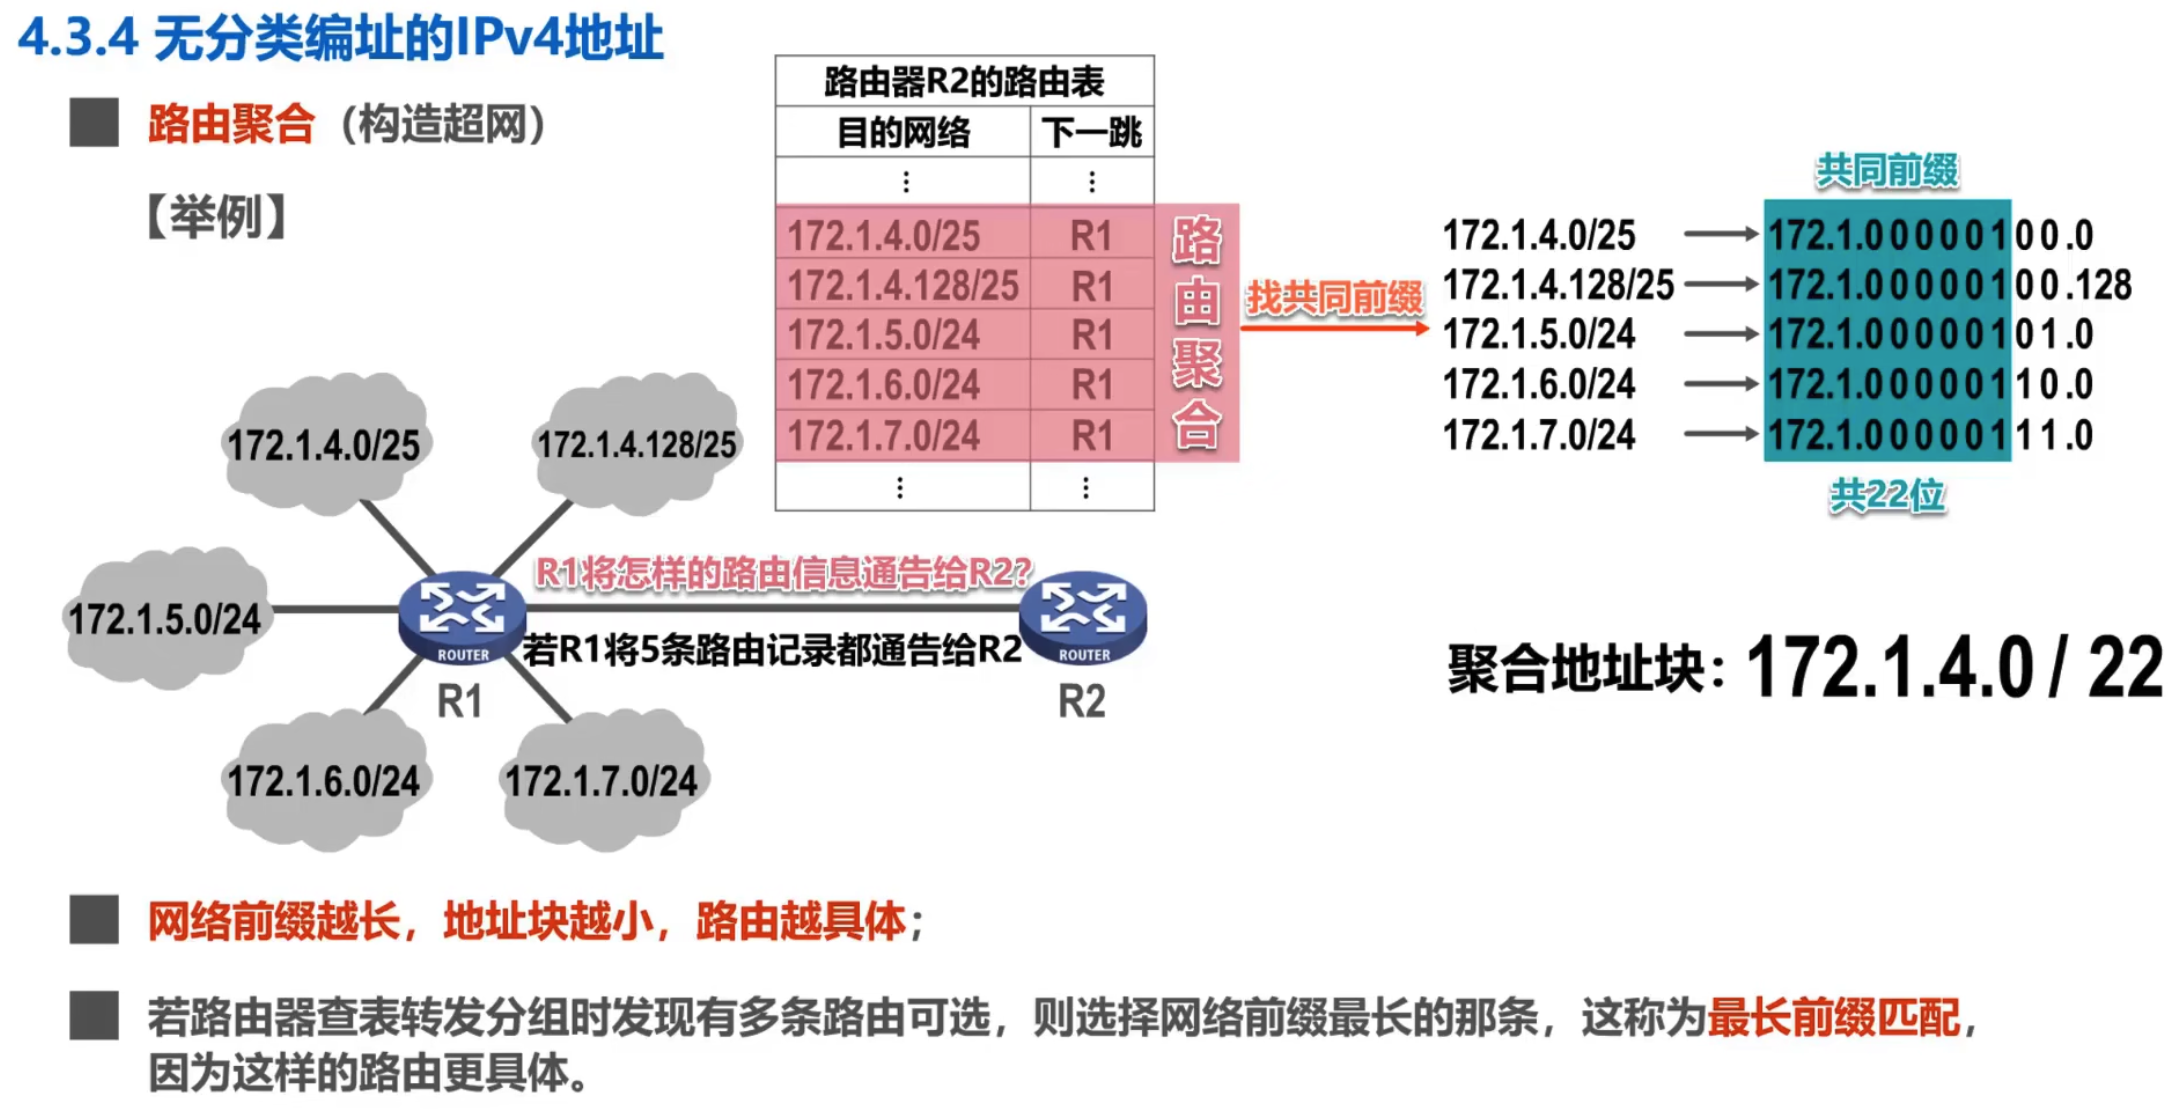 4.3.4 无分类编址的IPv4地址
路由聚合（构造超网）
【举例】
路由器R2的路由表
目的网络 下一跳
⋮ ⋮
172.1.4.0/25 R1
172.1.4.128/25 R1
172.1.5.0/24 R1
172.1.6.0/24 R1
172.1.7.0/24 R1
⋮ ⋮
路由聚合
找共同前缀
共同前缀
172.1.4.0/25 172.1.00000100.0
172.1.4.128/25 172.1.00000100.128
172.1.5.0/24 172.1.00000101.0
172.1.6.0/24 172.1.00000110.0
172.1.7.0/24 172.1.00000111.0
共22位
172.1.4.0/25
172.1.4.128/25
172.1.5.0/24
172.1.6.0/24
172.1.7.0/24
R1将怎样的路由信息通告给R2?
若R1将5条路由记录都通告给R2
ROUTER
R1
ROUTER
R2
聚合地址块：172.1.4.0 / 22
网络前缀越长，地址块越小，路由越具体；
若路由器查表转发分组时发现有多条路由可选，则选择网络前缀最长的那条，这称为最长前缀匹配，
因为这样的路由更具体。